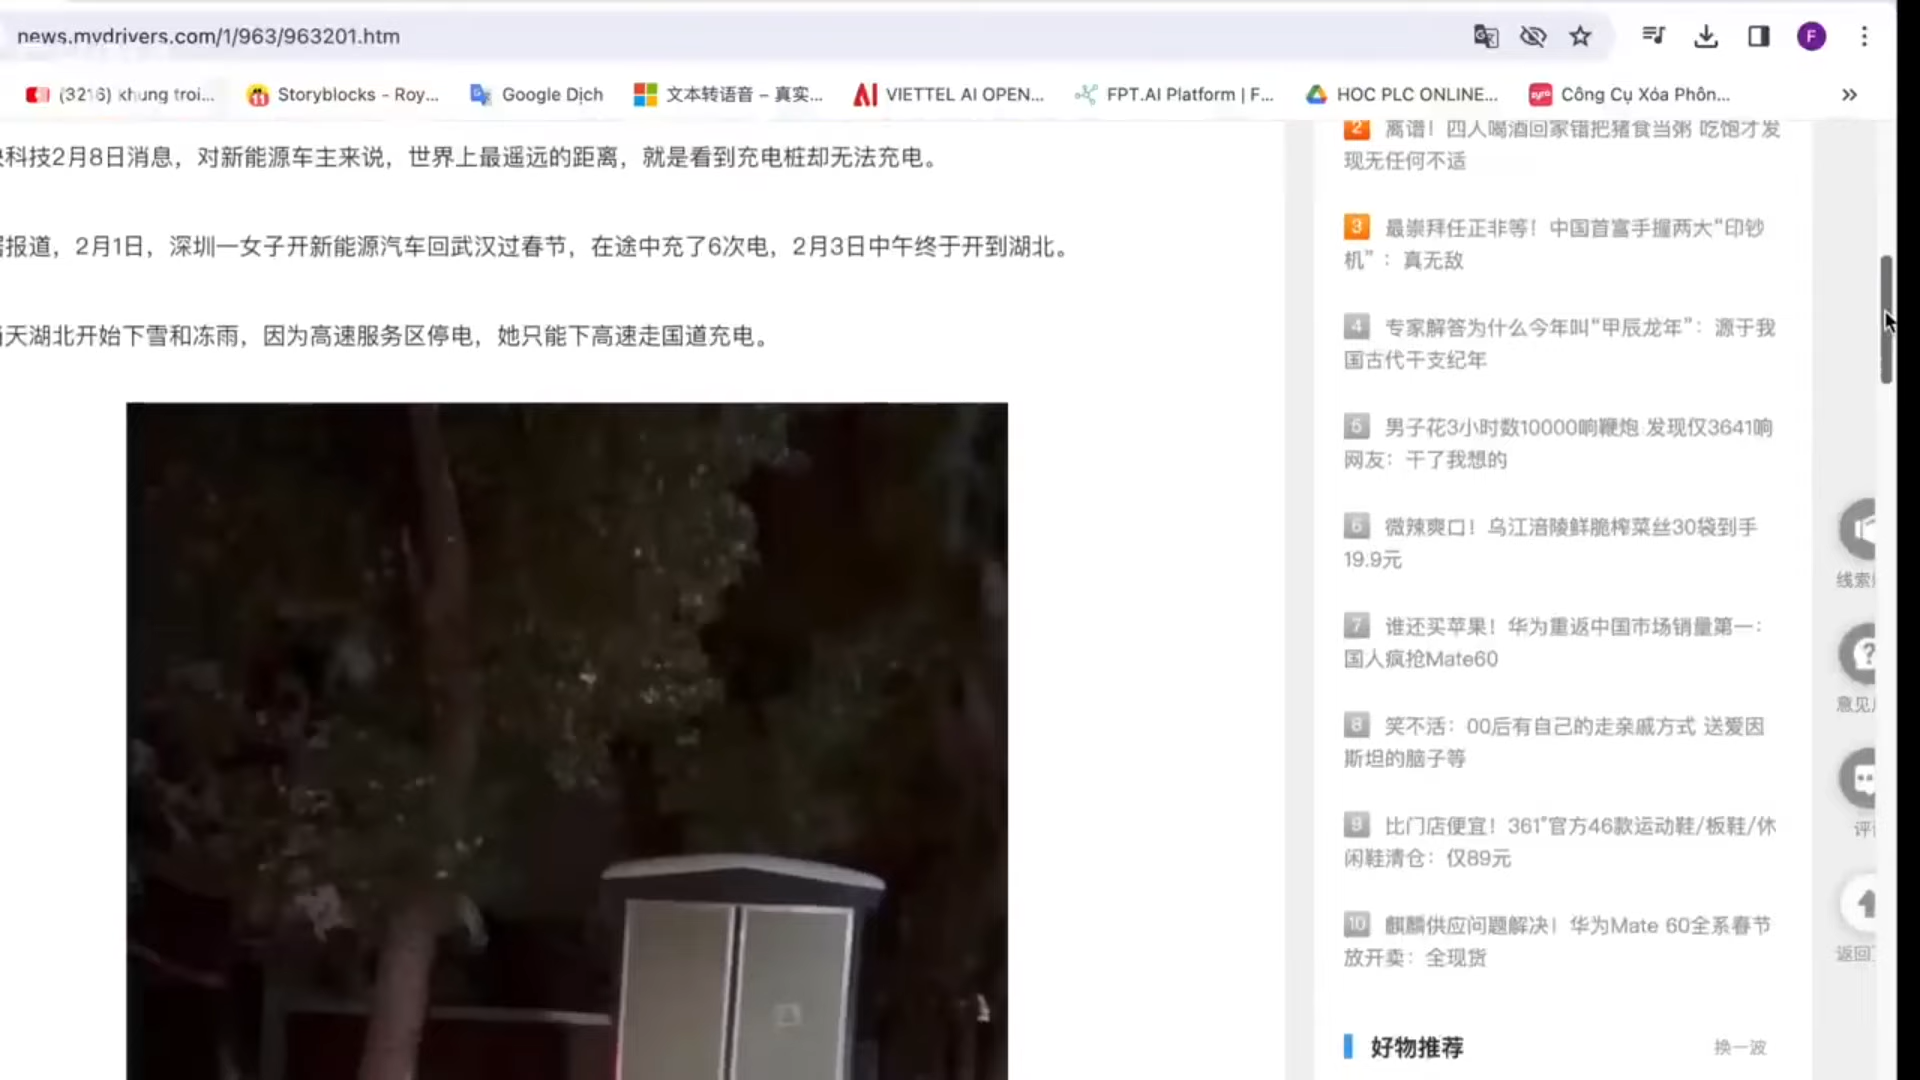 news.mydrivers.com/1/963/963201.htm
F
(3216) khung troi...
Storyblocks - Roy...
Google Dịch
文本转语音 – 真实...
VIETTEL AI OPEN...
FPT.AI Platform | F...
HOC PLC ONLINE...
Công Cụ Xóa Phôn...
科技2月8日消息，对新能源车主来说，世界上最遥远的距离，就是看到充电桩却无法充电。
报道，2月1日，深圳一女子开新能源汽车回武汉过春节，在途中充了6次电，2月3日中午终于开到湖北。
天湖北开始下雪和冻雨，因为高速服务区停电，她只能下高速走国道充电。
2 离谱！四人喝酒回家错把猪食当粥 吃饱才发
现无任何不适
3 最崇拜任正非等！中国首富手握两大“印钞
机”：真无敌
4 专家解答为什么今年叫“甲辰龙年”：源于我
国古代干支纪年
5 男子花3小时数10000响鞭炮 发现仅3641响
网友：干了我想的
6 微辣爽口！乌江涪陵鲜脆榨菜丝30袋到手
19.9元
7 谁还买苹果！华为重返中国市场销量第一：
国人疯抢Mate60
8 笑不活：00后有自己的走亲戚方式 送爱因
斯坦的脑子等
9 比门店便宜！361°官方46款运动鞋/板鞋/休
闲鞋清仓：仅89元
10 麒麟供应问题解决！华为Mate 60全系春节
放开卖：全现货
好物推荐
换一波
线索
意见
评
返回